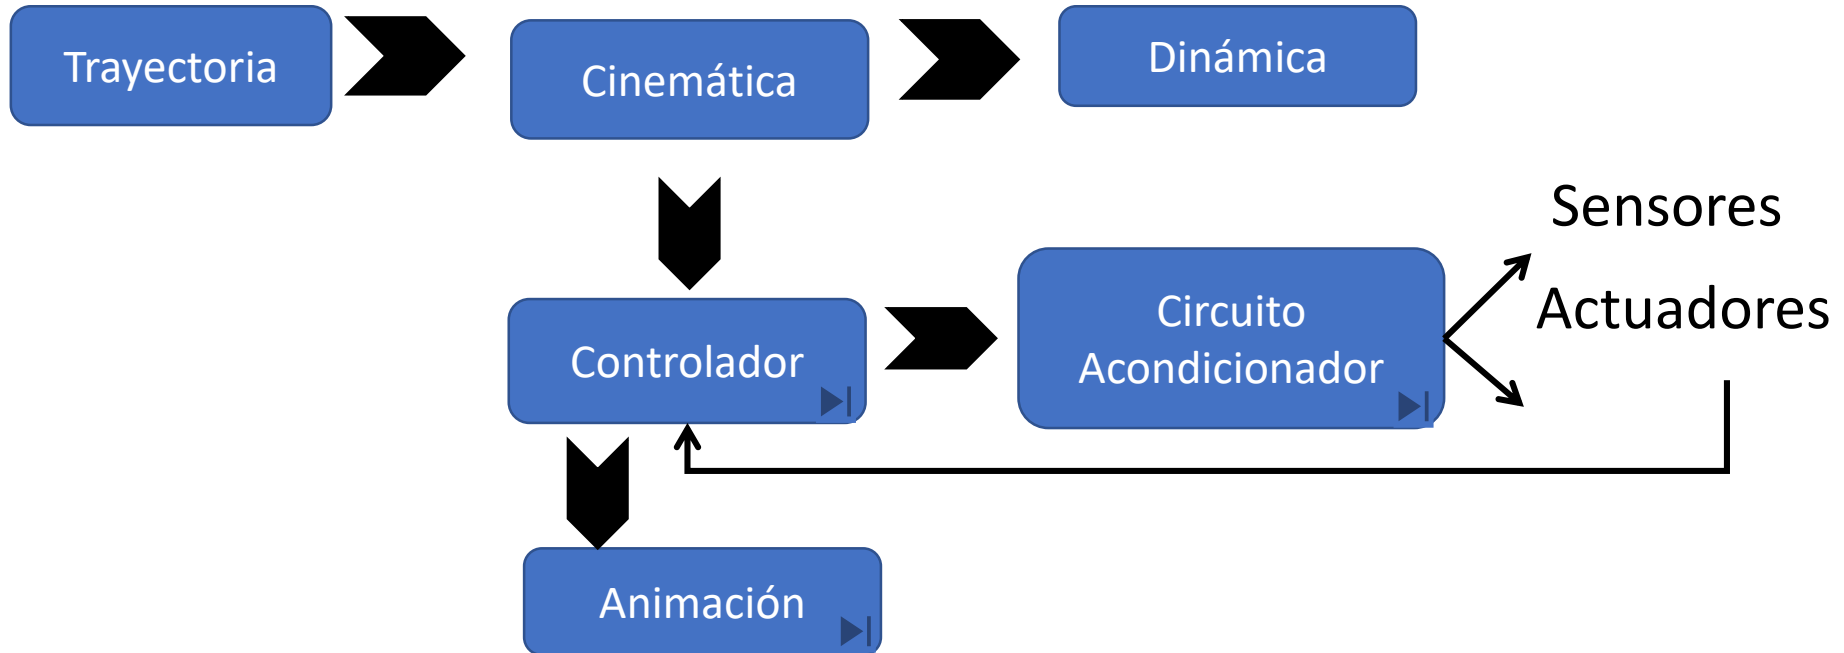 Trayectoria
Cinemática
Dinámica
Sensores
Actuadores
Controlador
Circuito
Acondicionador
Animación